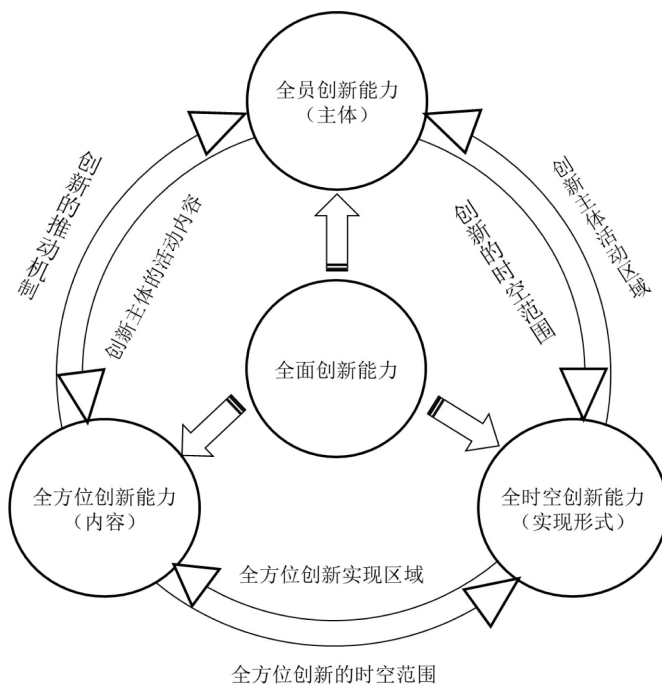 全员创新能力
（主体）
创新的推动机制
创新主体的活动内容
创新的时空范围
创新主体活动区域
全面创新能力
全方位创新能力
（内容）
全时空创新能力
（实现形式）
全方位创新实现区域
全方位创新的时空范围